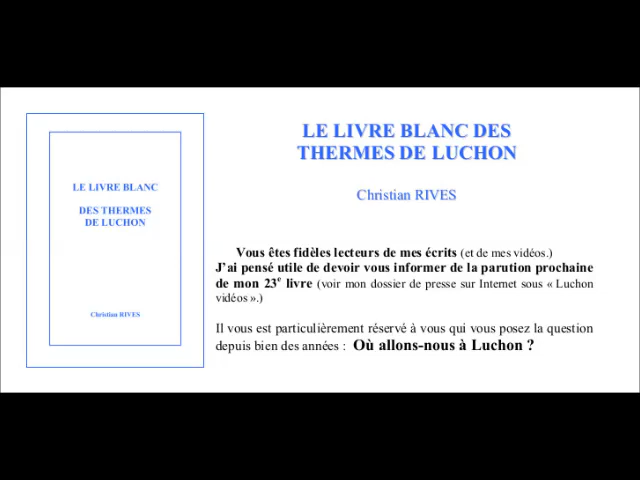 LE LIVRE BLANC
DES THERMES
DE LUCHON
Christian RIVES
LE LIVRE BLANC DES
THERMES DE LUCHON
Christian RIVES
Vous êtes fidèles lecteurs de mes écrits (et de mes vidéos.)
J'ai pensé utile de devoir vous informer de la parution prochaine
de mon 23e livre (voir mon dossier de presse sur Internet sous « Luchon
vidéos ».)
Il vous est particulièrement réservé à vous qui vous posez la question
depuis bien des années : Où allons-nous à Luchon ?